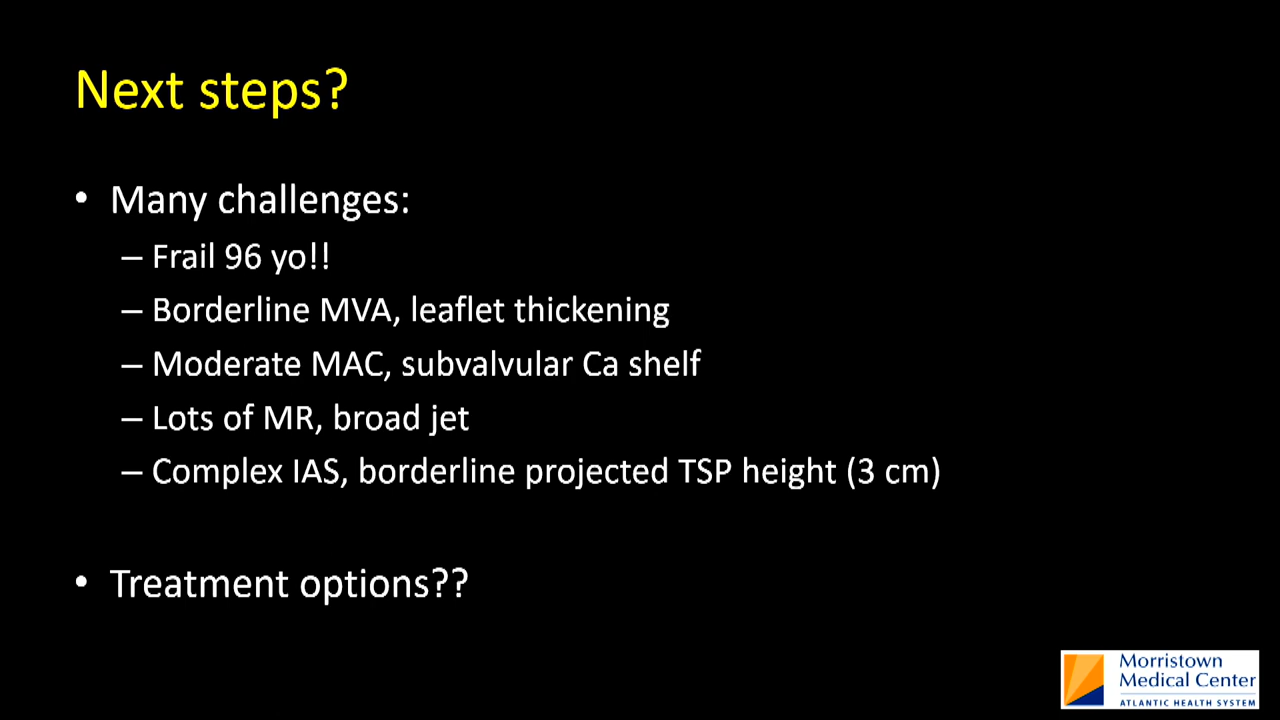 Next steps?
• Many challenges:
– Frail 96 yo!!
– Borderline MVA, leaflet thickening
– Moderate MAC, subvalvular Ca shelf
– Lots of MR, broad jet
– Complex IAS, borderline projected TSP height (3 cm)
• Treatment options??
Morristown
Medical Center
ATLANTIC HEALTH SYSTEM